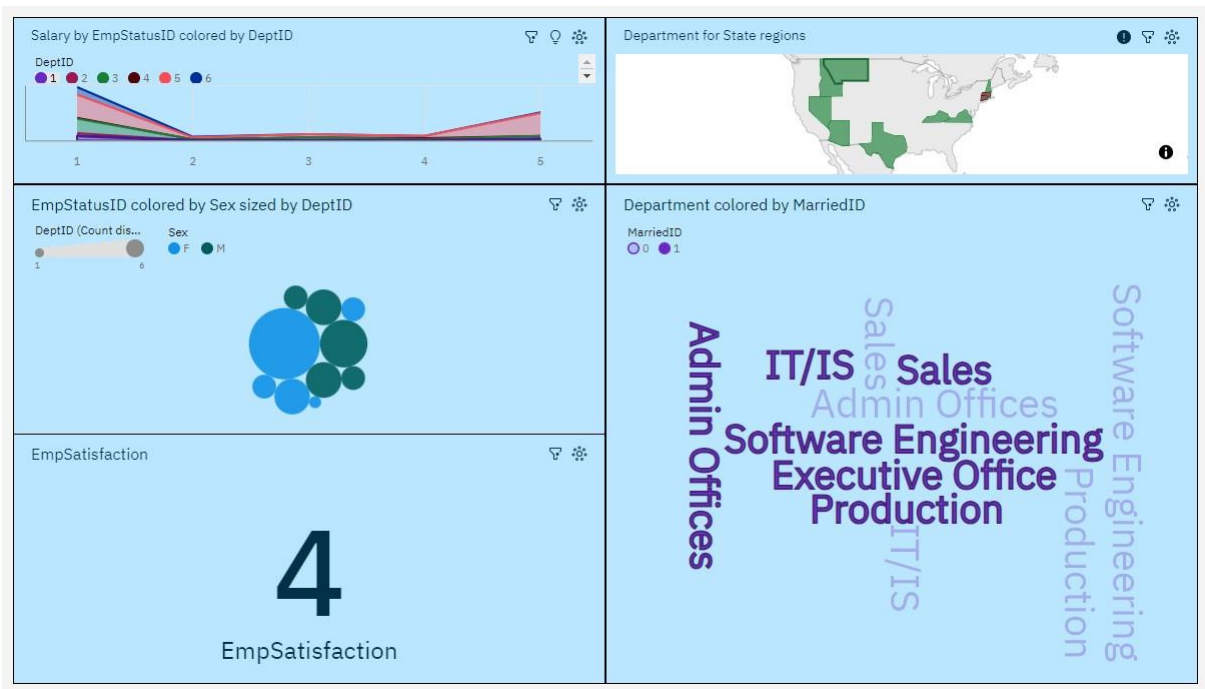 Salary by EmpStatusID colored by DeptID
DeptID
1 2 3 4 5 6
1 2 3 4 5
Department for State regions
EmpStatusID colored by Sex sized by DeptID
DeptID (Count dis...
1 6
Sex
F M
EmpSatisfaction
4
EmpSatisfaction
Department colored by MarriedID
MarriedID
0 1
Admin Offices
IT/IS
Sales
Sales
Admin Offices
Software Engineering
Executive Office
Production
IT/IS
Production
Software Engineering